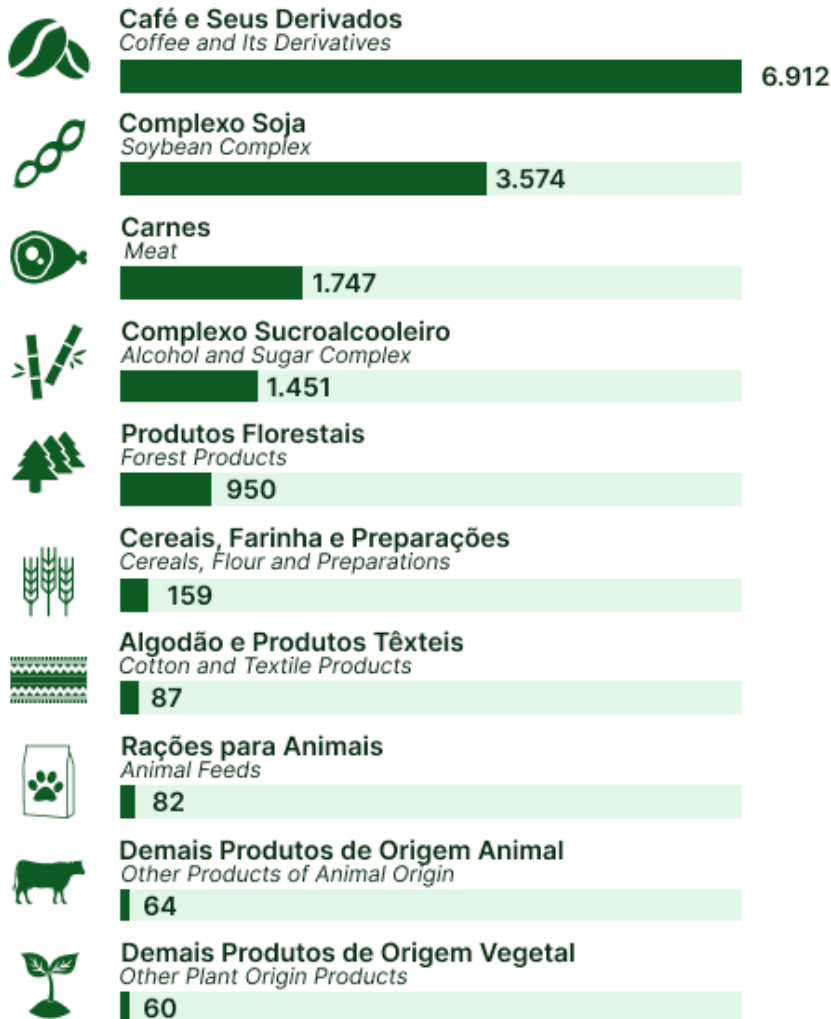 Café e Seus Derivados
Coffee and Its Derivatives
6.912
Complexo Soja
Soybean Complex
3.574
Carnes
Meat
1.747
Complexo Sucroalcooleiro
Alcohol and Sugar Complex
1.451
Produtos Florestais
Forest Products
950
Cereais, Farinha e Preparações
Cereals, Flour and Preparations
159
Algodão e Produtos Têxteis
Cotton and Textile Products
87
Rações para Animais
Animal Feeds
82
Demais Produtos de Origem Animal
Other Products of Animal Origin
64
Demais Produtos de Origem Vegetal
Other Plant Origin Products
60